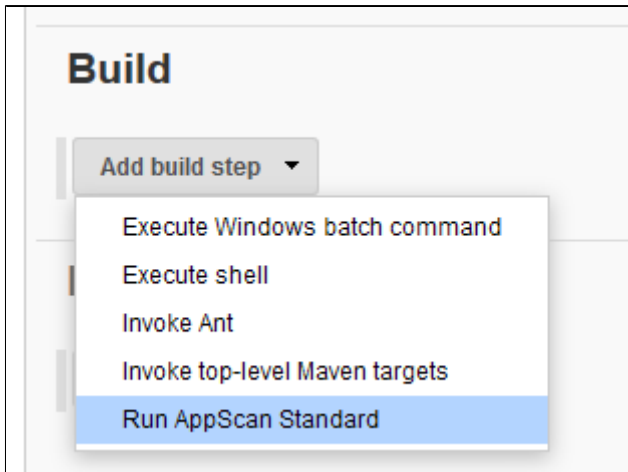 Build
Add build step
Execute Windows batch command
Execute shell
Invoke Ant
Invoke top-level Maven targets
Run AppScan Standard